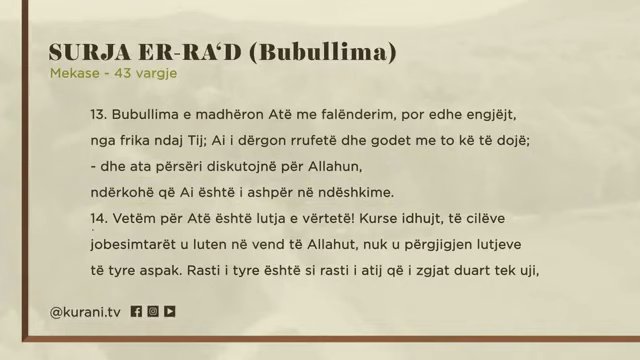 SURJA ER-RA‘D (Bubullima)
Mekase - 43 vargje
13. Bubullima e madhëron Atë me falënderim, por edhe engjëjt,
nga frika ndaj Tij; Ai i dërgon rrufetë dhe godet me to kë të dojë;
- dhe ata përsëri diskutojnë për Allahun,
ndërkohë që Ai është i ashpër në ndëshkime.
14. Vetëm për Atë është lutja e vërtetë! Kurse idhujt, të cilëve
jobesimtarët u luten në vend të Allahut, nuk u përgjigjen lutjeve
të tyre aspak. Rasti i tyre është si rasti i atij që i zgjat duart tek uji,
@kurani.tv